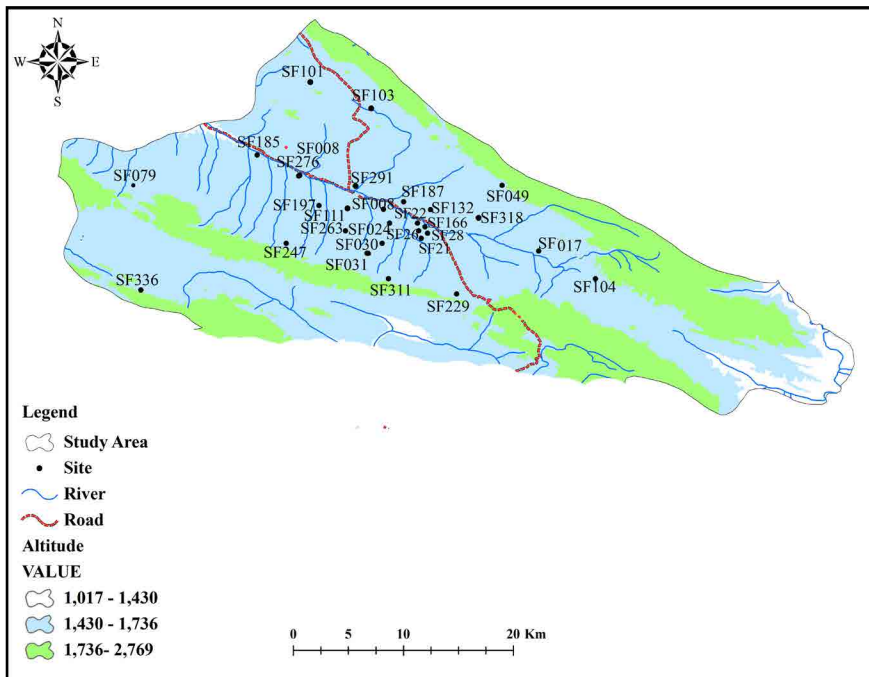 N
W E
S
SF101
SF103
SF185
SF008
SF276
SF079
SF291
SF049
SF187
SF197
SF111
SF008
SF132
SF22
SF318
SF263
SF024
SF166
SF26
SF28
SF247
SF030
SF21
SF017
SF031
SF336
SF311
SF104
SF229
Legend
Study Area
Site
River
Road
Altitude
VALUE
1,017 - 1,430
1,430 - 1,736
1,736- 2,769
0 5 10 20 Km